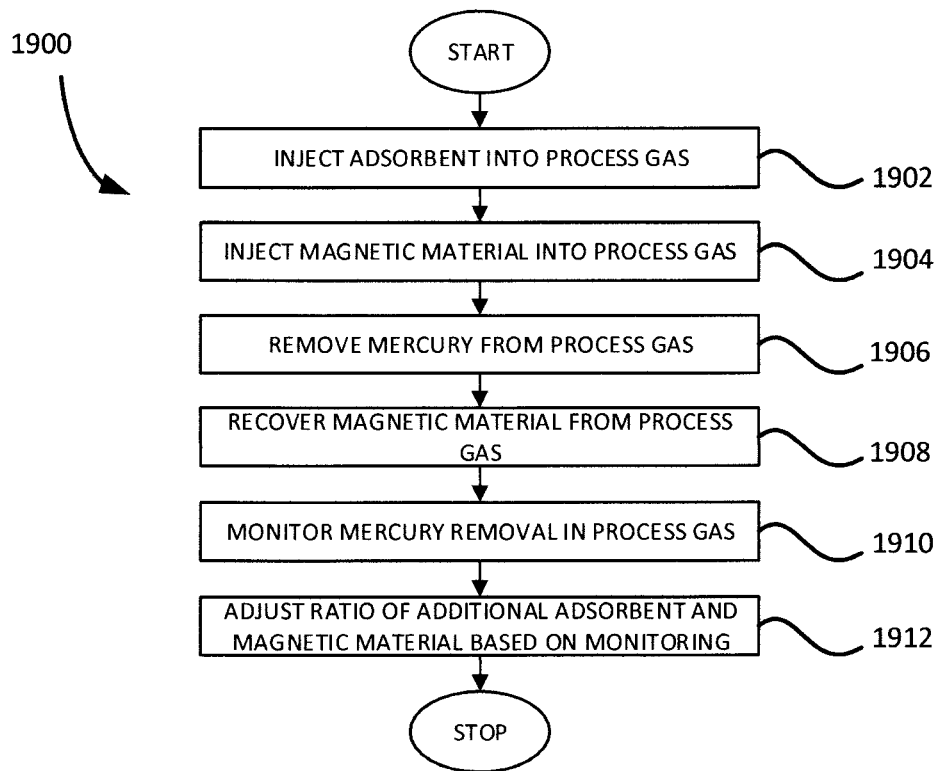 1900
START
INJECT ADSORBENT INTO PROCESS GAS
1902
INJECT MAGNETIC MATERIAL INTO PROCESS GAS
1904
REMOVE MERCURY FROM PROCESS GAS
1906
RECOVER MAGNETIC MATERIAL FROM PROCESS
GAS
1908
MONITOR MERCURY REMOVAL IN PROCESS GAS
1910
ADJUST RATIO OF ADDITIONAL ADSORBENT AND
MAGNETIC MATERIAL BASED ON MONITORING
1912
STOP